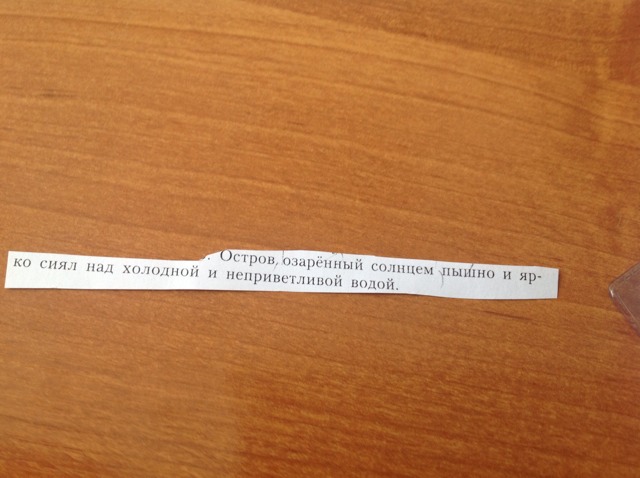 . Остров озарённый солнцем пышно и яр-
ко сиял над холодной и неприветливой водой.